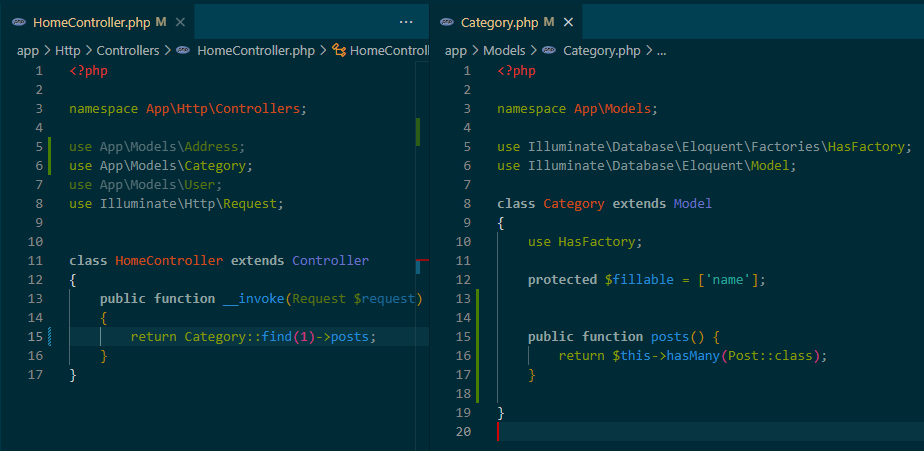 HomeController.php M ×
app > Http > Controllers > HomeController.php > HomeControll
1 <?php
2
3 namespace App\Http\Controllers;
4
5 use App\Models\Address;
6 use App\Models\Category;
7 use App\Models\User;
8 use Illuminate\Http\Request;
9
10
11 class HomeController extends Controller
12 {
13 public function __invoke(Request $request)
14 {
15 return Category::find(1)->posts;
16 }
17 }
Category.php M ×
app > Models > Category.php > ...
1 <?php
2
3 namespace App\Models;
4
5 use Illuminate\Database\Eloquent\Factories\HasFactory;
6 use Illuminate\Database\Eloquent\Model;
7
8 class Category extends Model
9 {
10 use HasFactory;
11
12 protected $fillable = ['name'];
13
14
15 public function posts() {
16 return $this->hasMany(Post::class);
17 }
18
19 }
20